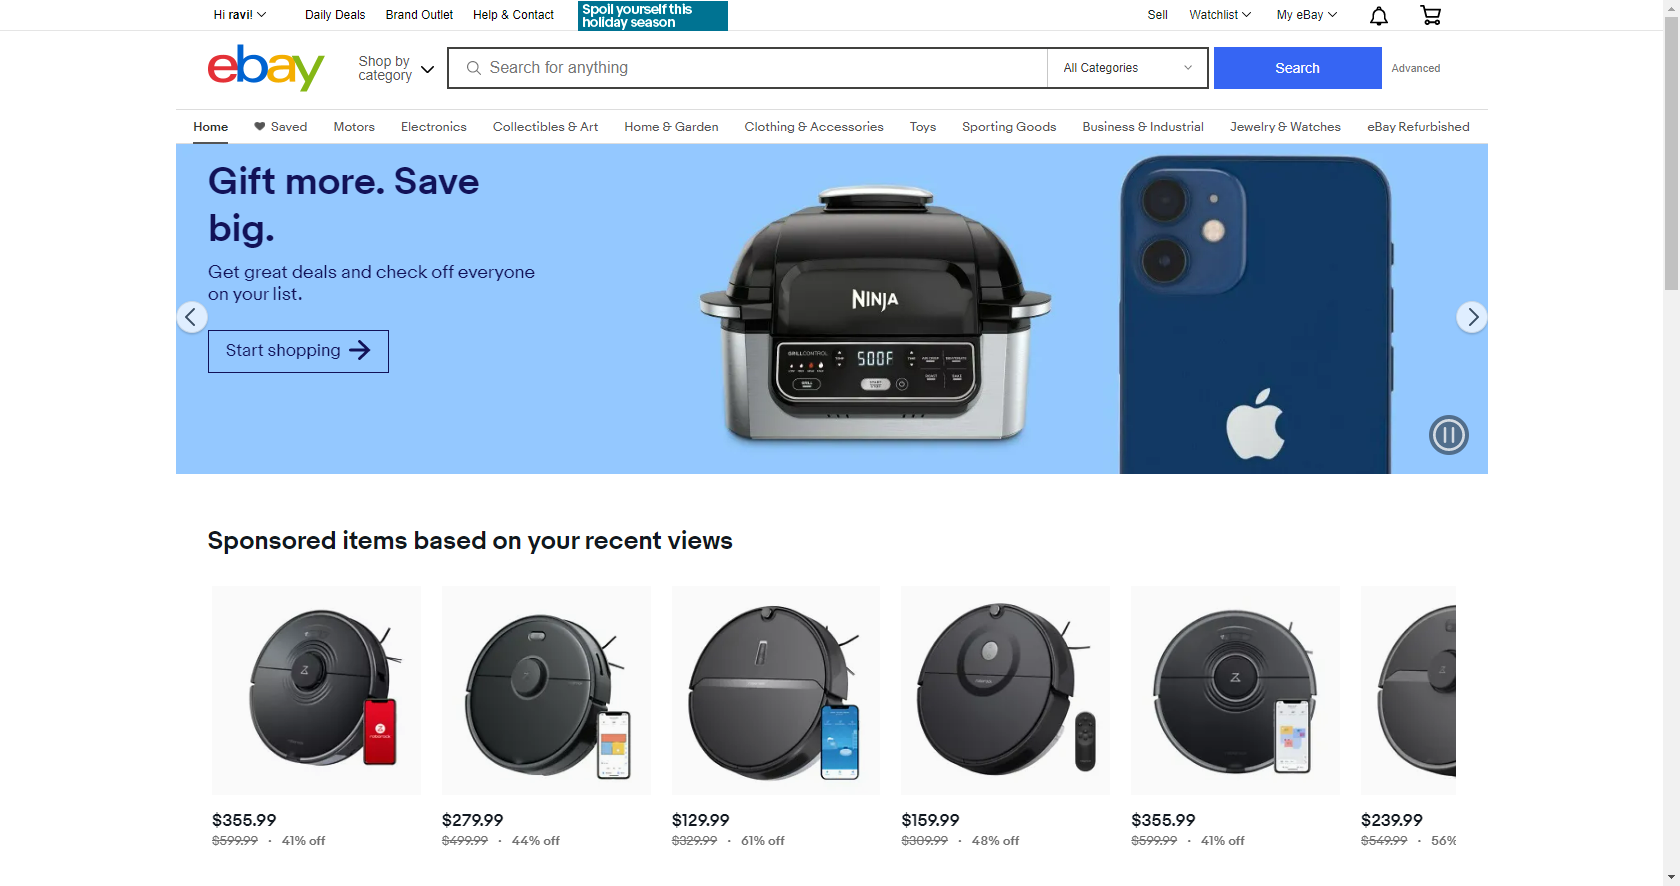 Hi ravi!
Daily Deals
Brand Outlet
Help & Contact
Spoil yourself this
holiday season
Sell
Watchlist
My eBay
ebay
Shop by
category
Search for anything
All Categories
Search
Advanced
Home
Saved
Motors
Electronics
Collectibles & Art
Home & Garden
Clothing & Accessories
Toys
Sporting Goods
Business & Industrial
Jewelry & Watches
eBay Refurbished
Gift more. Save
big.
Get great deals and check off everyone
on your list.
Start shopping
NINJA
GRILLCONTROL
500F
Sponsored items based on your recent views
$355.99
$599.99 · 41% off
$279.99
$499.99 · 44% off
$129.99
$329.99 · 61% off
$159.99
$309.99 · 48% off
$355.99
$599.99 · 41% off
$239.99
$549.99 · 56%